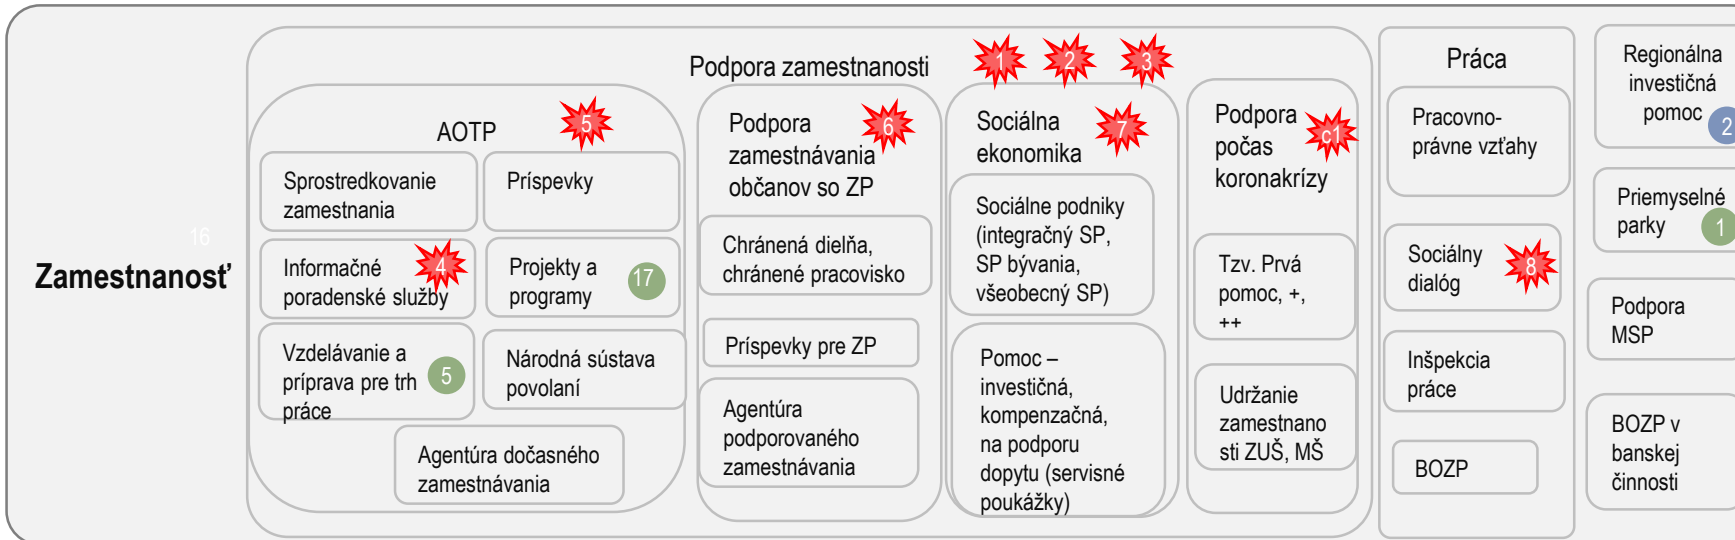 Zamestnanosť
16
Podpora zamestnanosti
1
2
3
AOTP
5
Sprostredkovanie
zamestnania
Príspevky
Informačné
poradenské služby
4
Projekty a
programy
17
Vzdelávanie a
príprava pre trh
práce
5
Národná sústava
povolaní
Agentúra dočasného
zamestnávania
Podpora
zamestnávania
občanov so ZP
6
Chránená dielňa,
chránené pracovisko
Príspevky pre ZP
Agentúra
podporovaného
zamestnávania
Sociálna
ekonomika
7
Sociálne podniky
(integračný SP,
SP bývania,
všeobecný SP)
Pomoc –
investičná,
kompenzačná,
na podporu
dopytu (servisné
poukážky)
Podpora
počas
koronakrízy
c1
Tzv. Prvá
pomoc, +,
++
Udržanie
zamestnano
sti ZUŠ, MŠ
Práca
Pracovno-
právne vzťahy
Sociálny
dialóg
8
Inšpekcia
práce
BOZP
Regionálna
investičná
pomoc
2
Priemyselné
parky
1
Podpora
MSP
BOZP v
banskej
činnosti